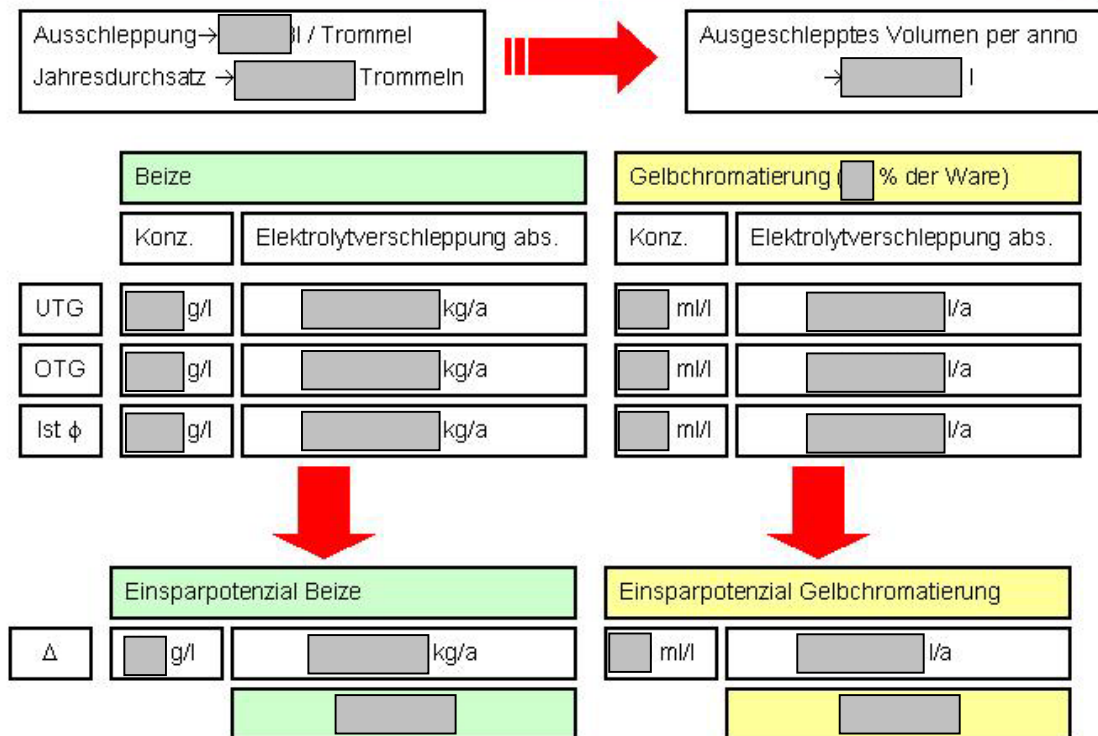 Ausschleppung→ l / Trommel
Jahresdurchsatz → Trommeln
Ausgeschlepptes Volumen per anno
→ l
Beize
Gelbchromatierung ( % der Ware)
Konz. Elektrolytverschleppung abs. Konz. Elektrolytverschleppung abs.
UTG g/l kg/a ml/l l/a
OTG g/l kg/a ml/l l/a
Ist ϕ g/l kg/a ml/l l/a
Einsparpotenzial Beize
Einsparpotenzial Gelbchromatierung
Δ g/l kg/a ml/l l/a